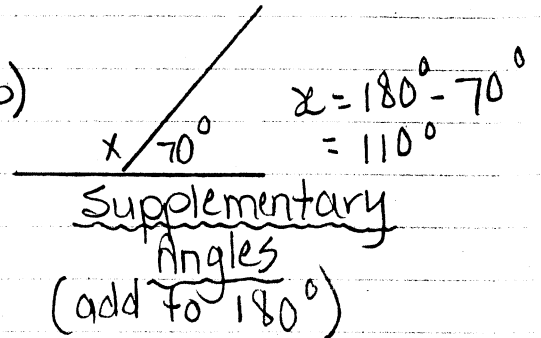 b)
x = 180° - 70°
= 110°
x 70°
Supplementary
Angles
(add to 180°)